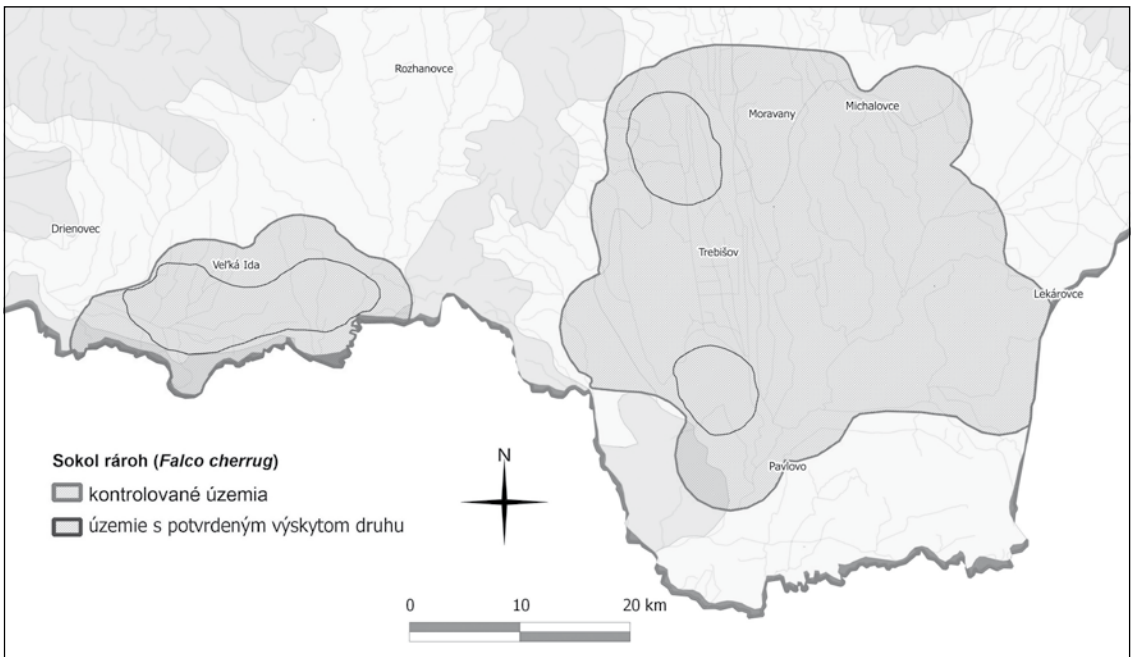 Rozhanovce
Moravany
Michalovce
Drienovec
Veľká Ida
Trebišov
Lekárovce
Pavlovo
Sokol rároh (Falco cherrug)
kontrolované územia
územie s potvrdeným výskytom druhu
N
0 10 20 km